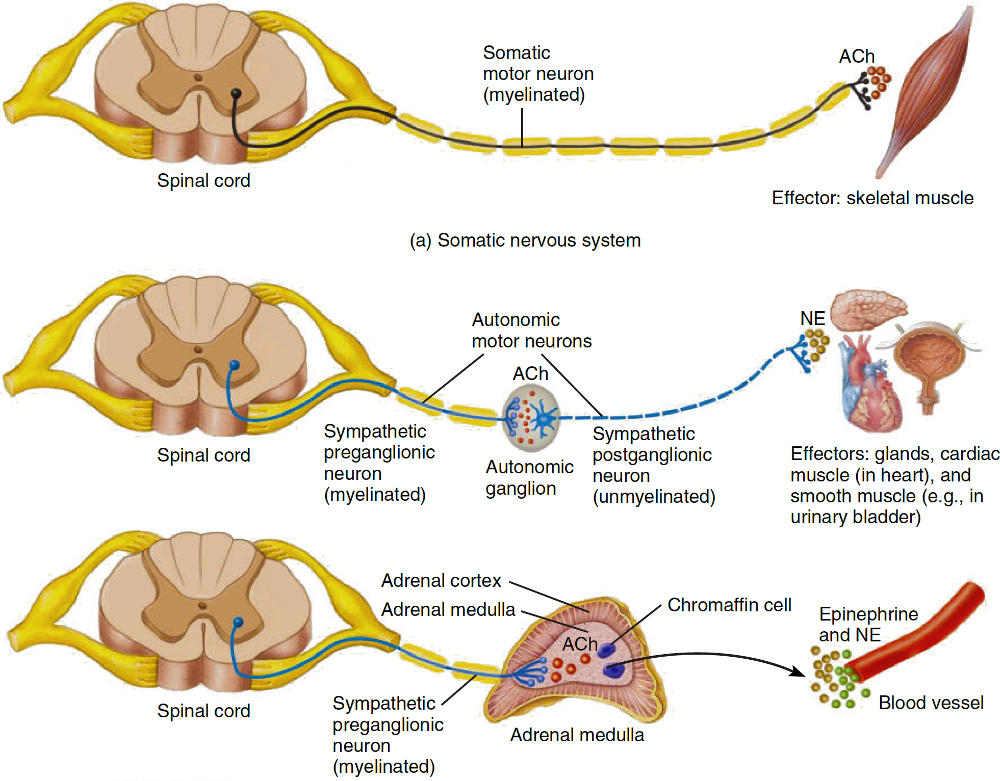 Somatic
motor neuron
(myelinated)
ACh
Spinal cord
Effector: skeletal muscle
(a) Somatic nervous system
Autonomic
motor neurons
NE
ACh
Spinal cord
Sympathetic
preganglionic
neuron
(myelinated)
Autonomic
ganglion
Sympathetic
postganglionic
neuron
(unmyelinated)
Effectors: glands, cardiac
muscle (in heart), and
smooth muscle (e.g., in
urinary bladder)
Adrenal cortex
Adrenal medulla
Chromaffin cell
ACh
Epinephrine
and NE
Spinal cord
Sympathetic
preganglionic
neuron
(myelinated)
Adrenal medulla
Blood vessel